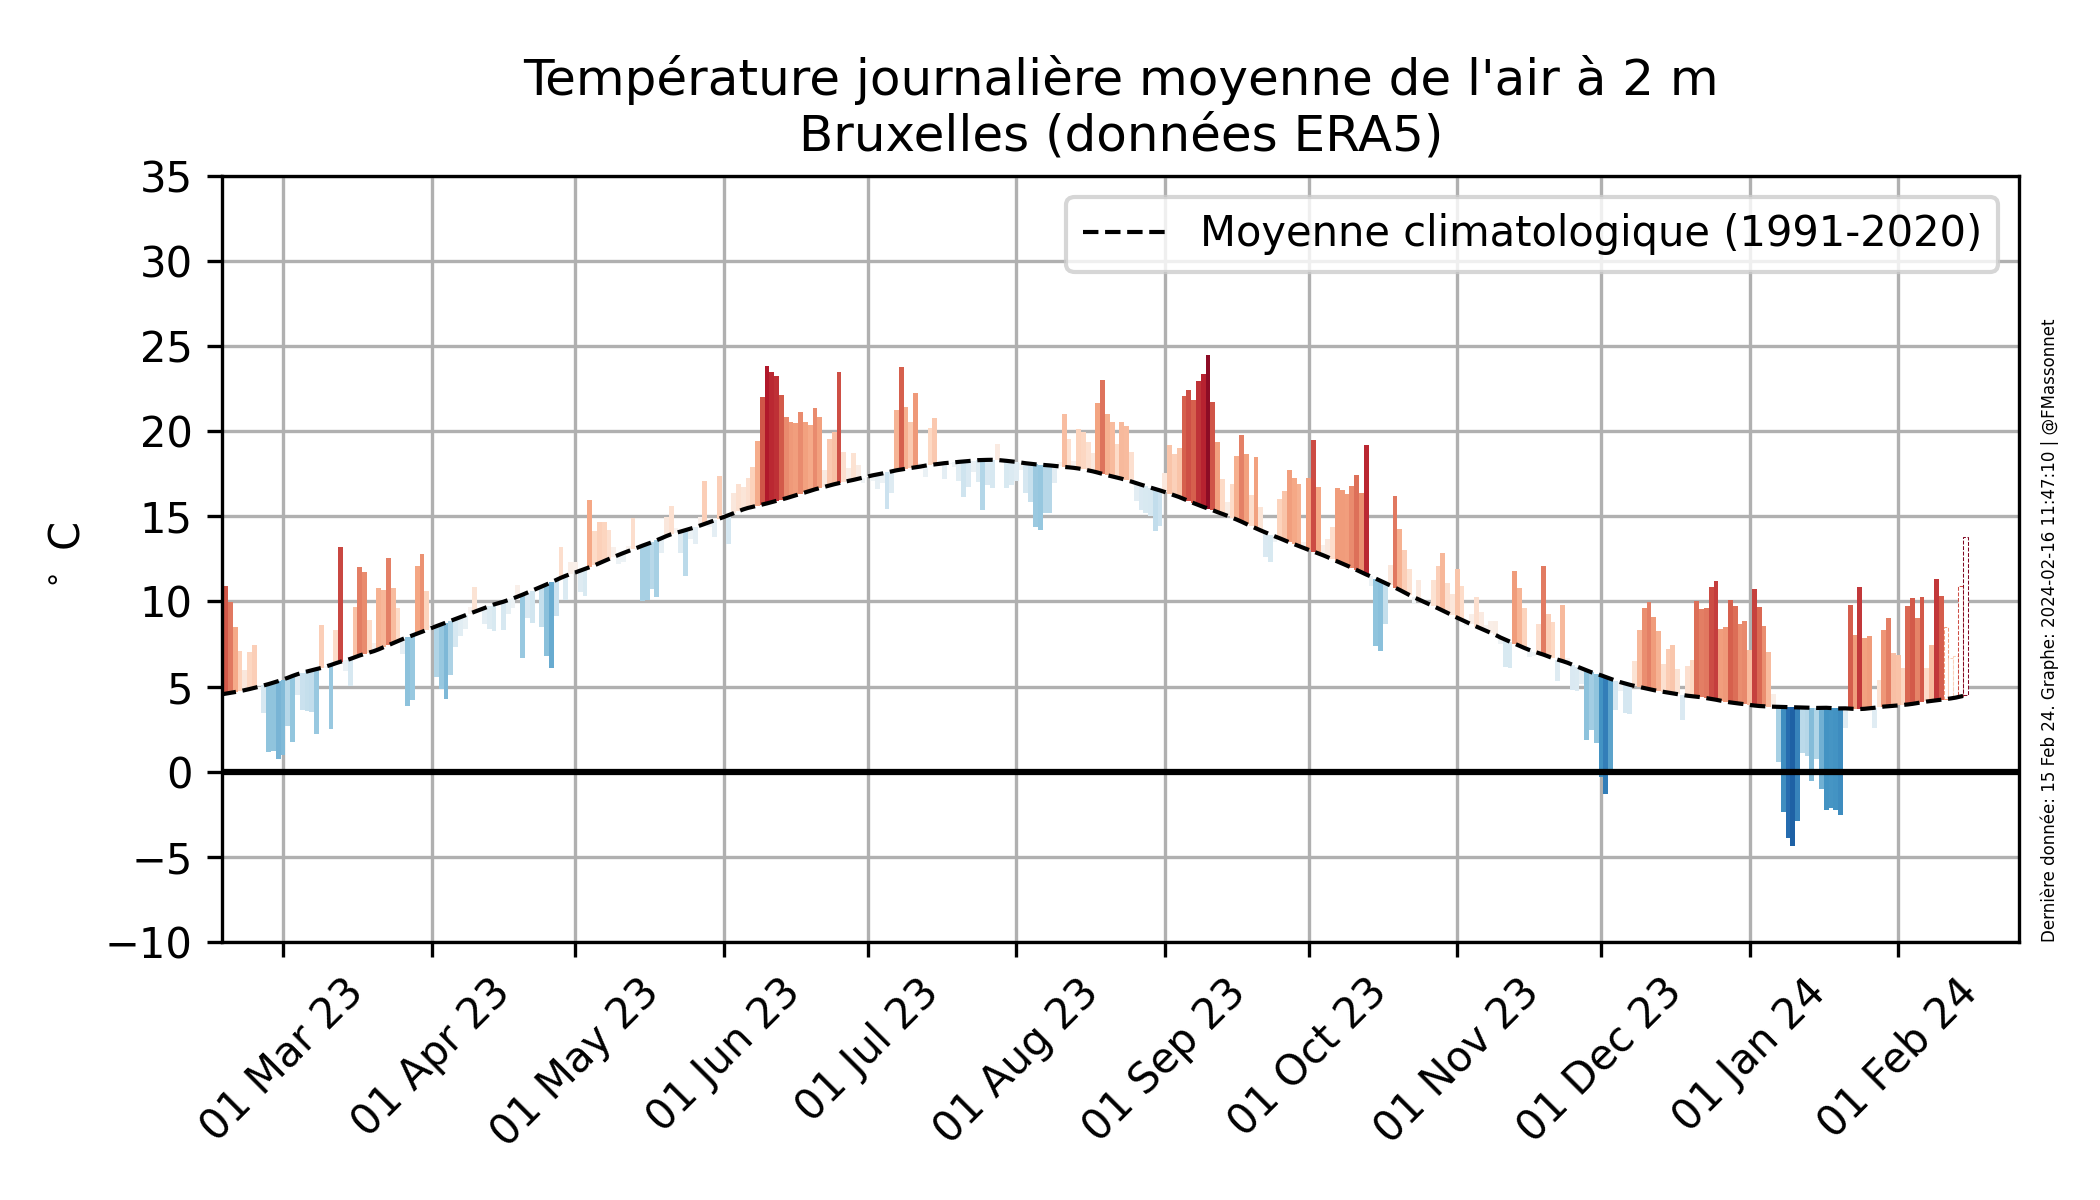 Température journalière moyenne de l'air à 2 m
Bruxelles (données ERA5)
Moyenne climatologique (1991-2020)
35
30
25
20
15
10
5
0
−5
−10
° C
01 Mar 23
01 Apr 23
01 May 23
01 Jun 23
01 Jul 23
01 Aug 23
01 Sep 23
01 Oct 23
01 Nov 23
01 Dec 23
01 Jan 24
01 Feb 24
Dernière donnée: 15 Feb 24. Graphe: 2024-02-16 11:47:10 | @FMassonnet